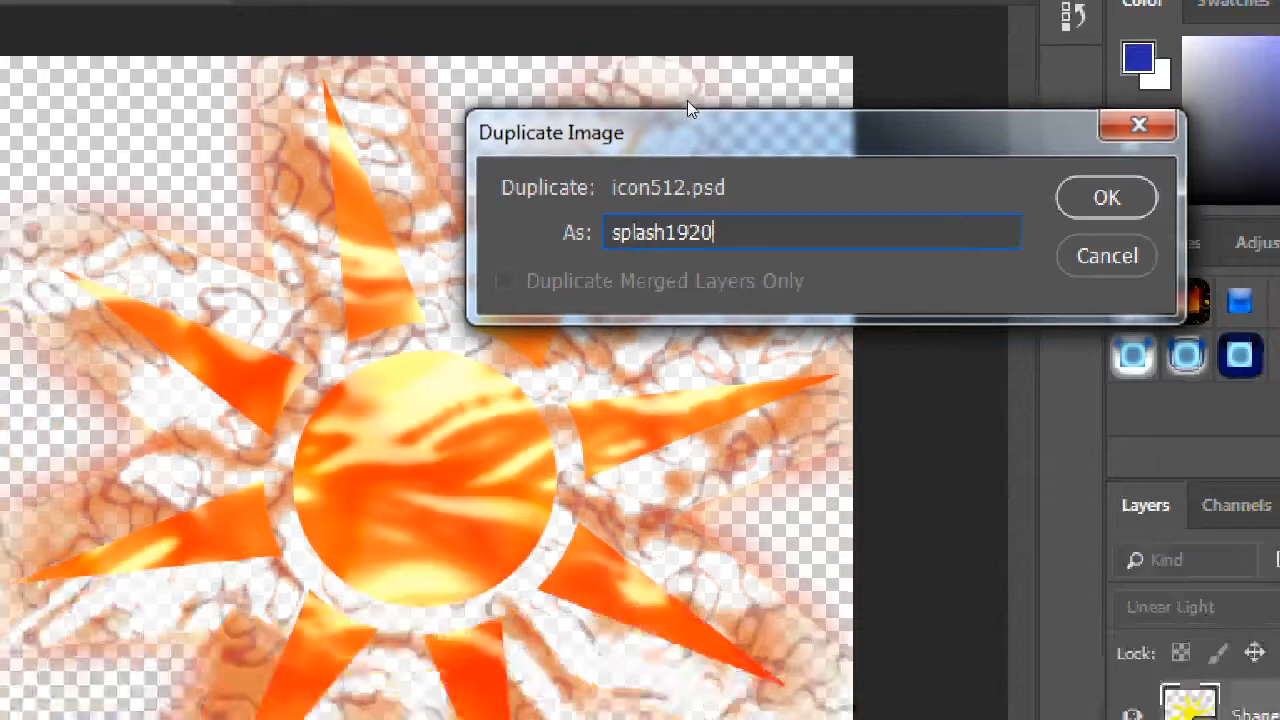 Color Swatches
Duplicate Image
Duplicate: icon512.psd
OK
As: splash1920
Cancel
Duplicate Merged Layers Only
Adjus
Layers Channels
Kind
Linear Light
Lock:
Shape